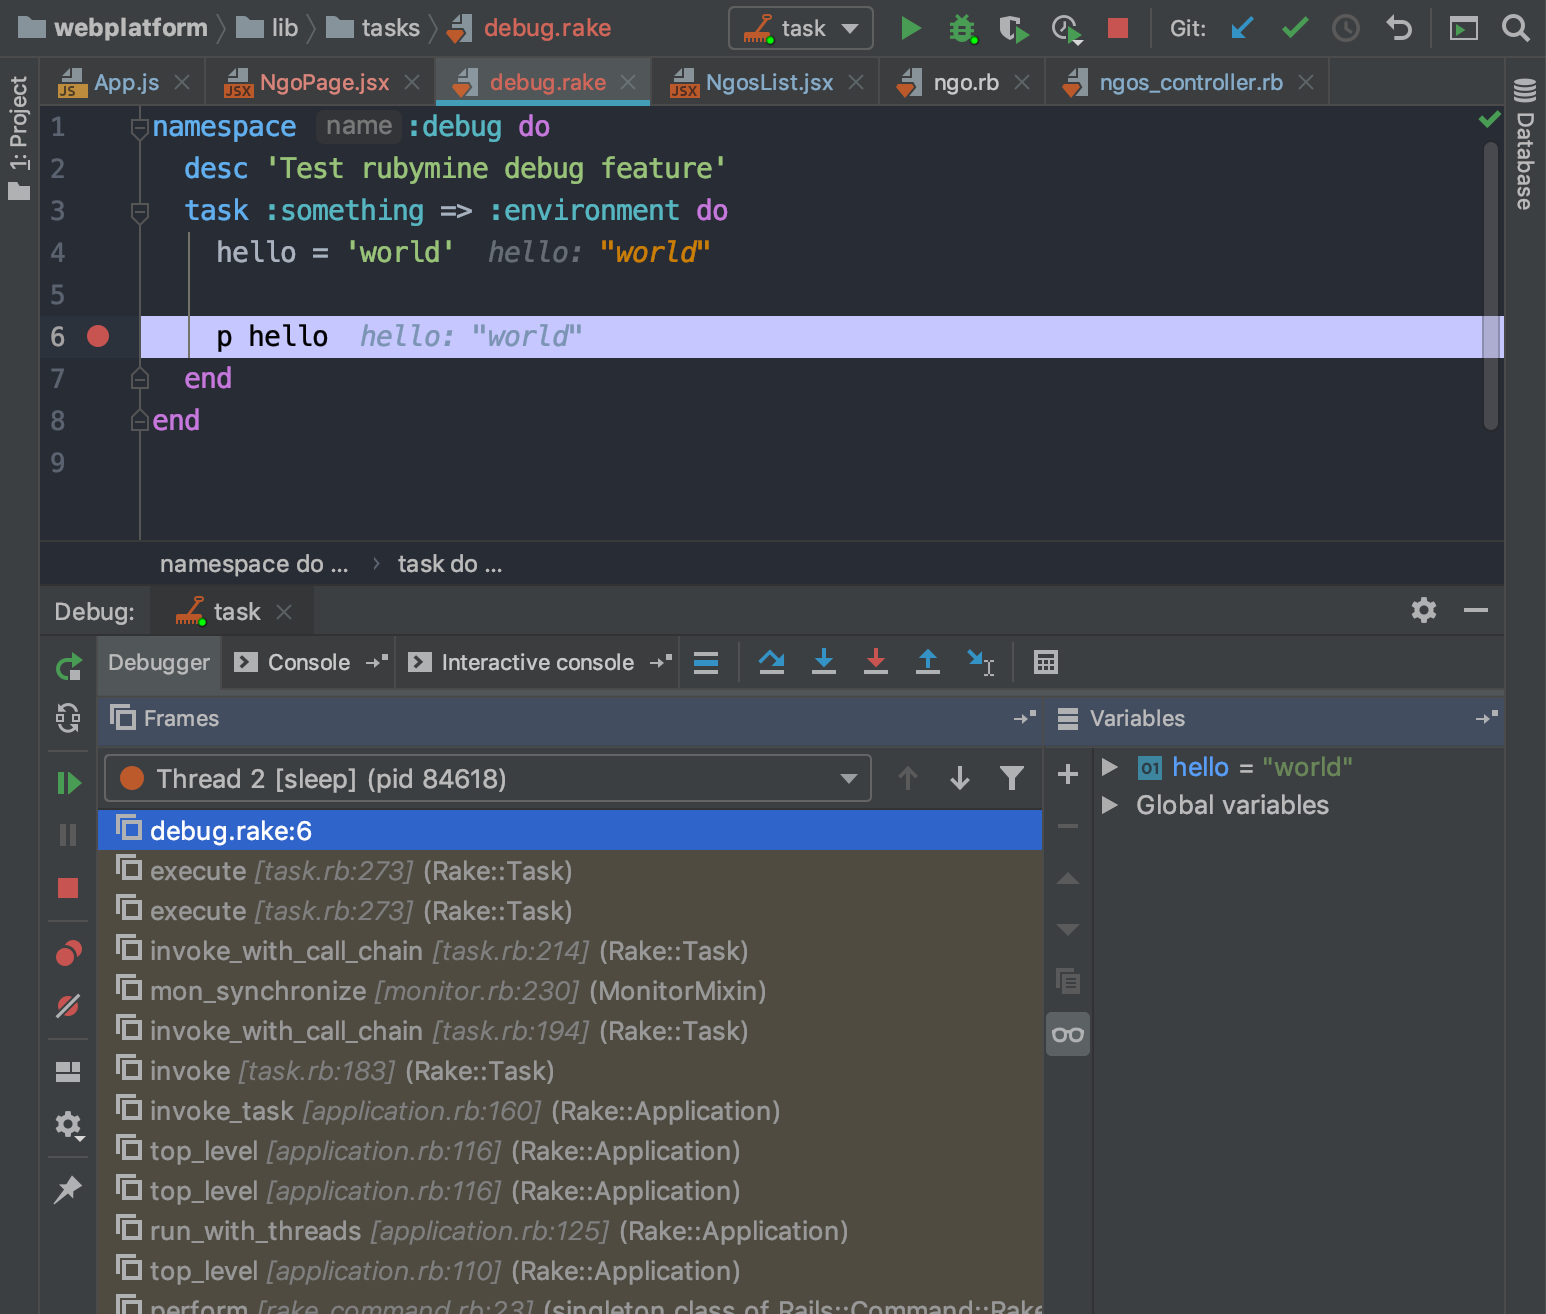 webplatform lib tasks debug.rake task Git:
App.js NgoPage.jsx debug.rake NgosList.jsx ngo.rb ngos_controller.rb
1: Project
Database
1 namespace name :debug do
2 desc 'Test rubymine debug feature'
3 task :something => :environment do
4 hello = 'world' hello: "world"
5
6 p hello hello: "world"
7 end
8 end
9
namespace do ... › task do ...
Debug: task
Debugger Console Interactive console
Frames
Variables
Thread 2 [sleep] (pid 84618)
01 hello = "world"
Global variables
debug.rake:6
execute [task.rb:273] (Rake::Task)
execute [task.rb:273] (Rake::Task)
invoke_with_call_chain [task.rb:214] (Rake::Task)
mon_synchronize [monitor.rb:230] (MonitorMixin)
invoke_with_call_chain [task.rb:194] (Rake::Task)
invoke [task.rb:183] (Rake::Task)
invoke_task [application.rb:160] (Rake::Application)
top_level [application.rb:116] (Rake::Application)
top_level [application.rb:116] (Rake::Application)
run_with_threads [application.rb:125] (Rake::Application)
top_level [application.rb:110] (Rake::Application)
perform [rake_command.rb:23] (singleton class of Rails::Command::Rake